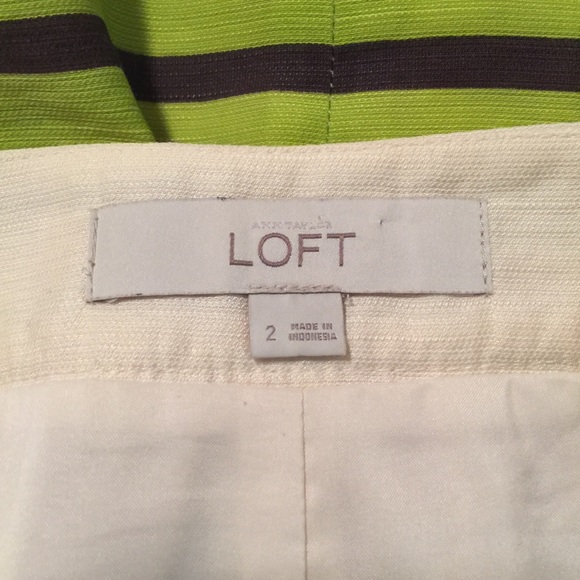 ANN TAYLOR
LOFT
2
MADE IN
INDONESIA